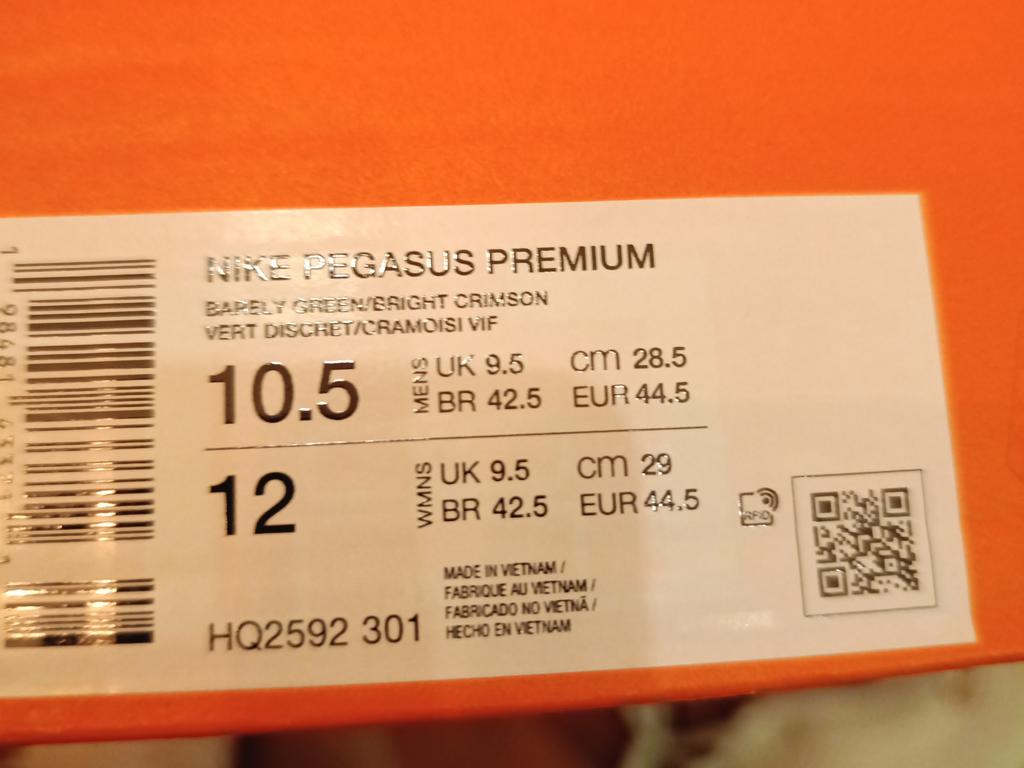 NIKE PEGASUS PREMIUM
BARELY GREEN/BRIGHT CRIMSON
VERT DISCRET/CRAMOISI VIF
10.5 MENS UK 9.5 cm 28.5
BR 42.5 EUR 44.5
12 WMNS UK 9.5 cm 29
BR 42.5 EUR 44.5
RFID
MADE IN VIETNAM /
FABRIQUE AU VIETNAM /
FABRICADO NO VIETNÃ /
HECHO EN VIETNAM
HQ2592 301